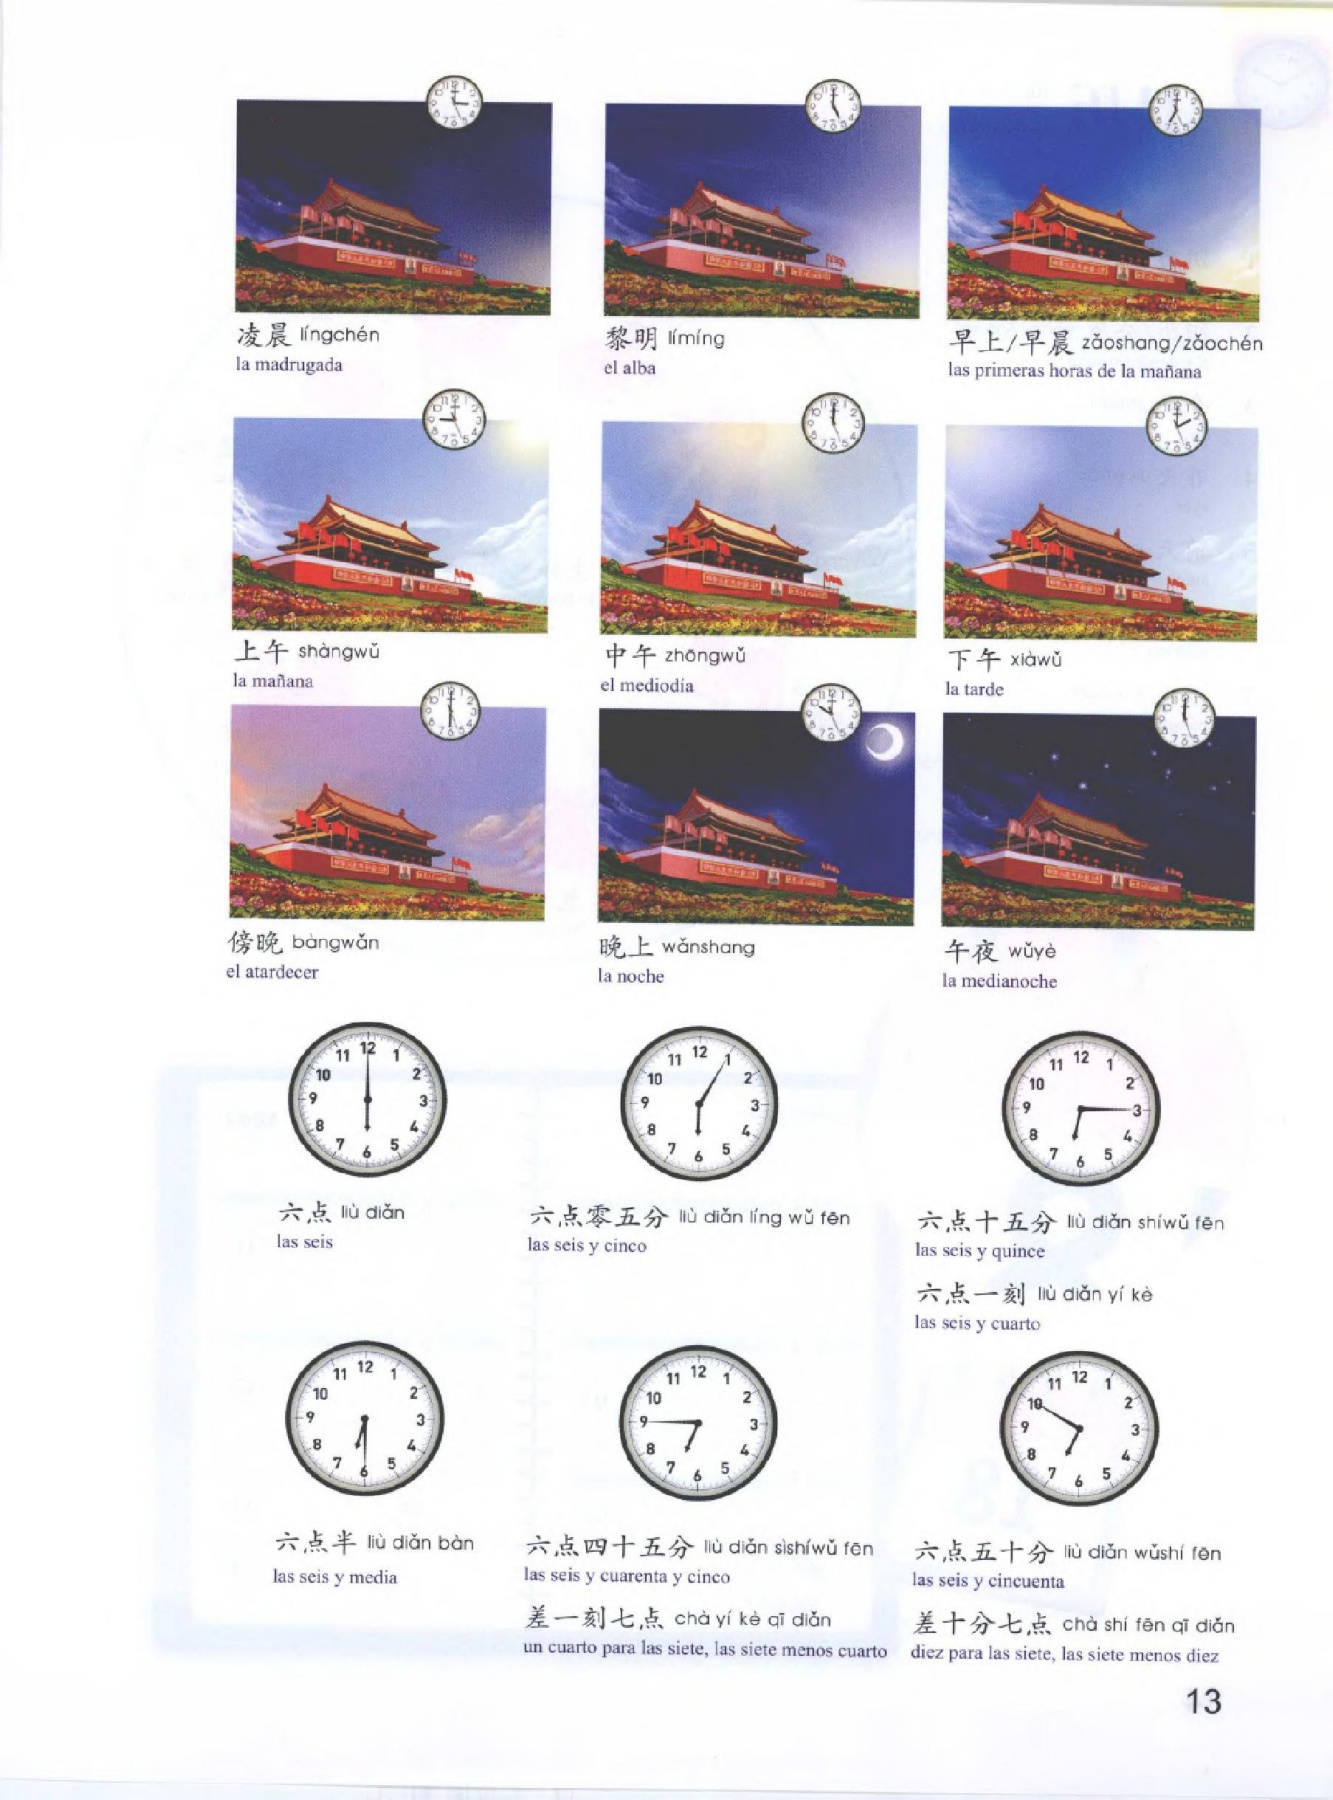 凌晨 língchén
la madrugada
黎明 límíng
el alba
早上/早晨 zǎoshang/zǎochén
las primeras horas de la mañana
上午 shàngwǔ
la mañana
中午 zhōngwǔ
el mediodía
下午 xiàwǔ
la tarde
傍晚 bàngwǎn
el atardecer
晚上 wǎnshang
la noche
午夜 wǔyè
la medianoche
六点 liù diǎn
las seis
六点零五分 liù diǎn líng wǔ fēn
las seis y cinco
六点十五分 liù diǎn shíwǔ fēn
las seis y quince
六点一刻 liù diǎn yí kè
las seis y cuarto
六点半 liù diǎn bàn
las seis y media
六点四十五分 liù diǎn sìshíwǔ fēn
las seis y cuarenta y cinco
差一刻七点 chà yí kè qī diǎn
un cuarto para las siete, las siete menos cuarto
六点五十分 liù diǎn wǔshí fēn
las seis y cincuenta
差十分七点 chà shí fēn qī diǎn
diez para las siete, las siete menos diez
13